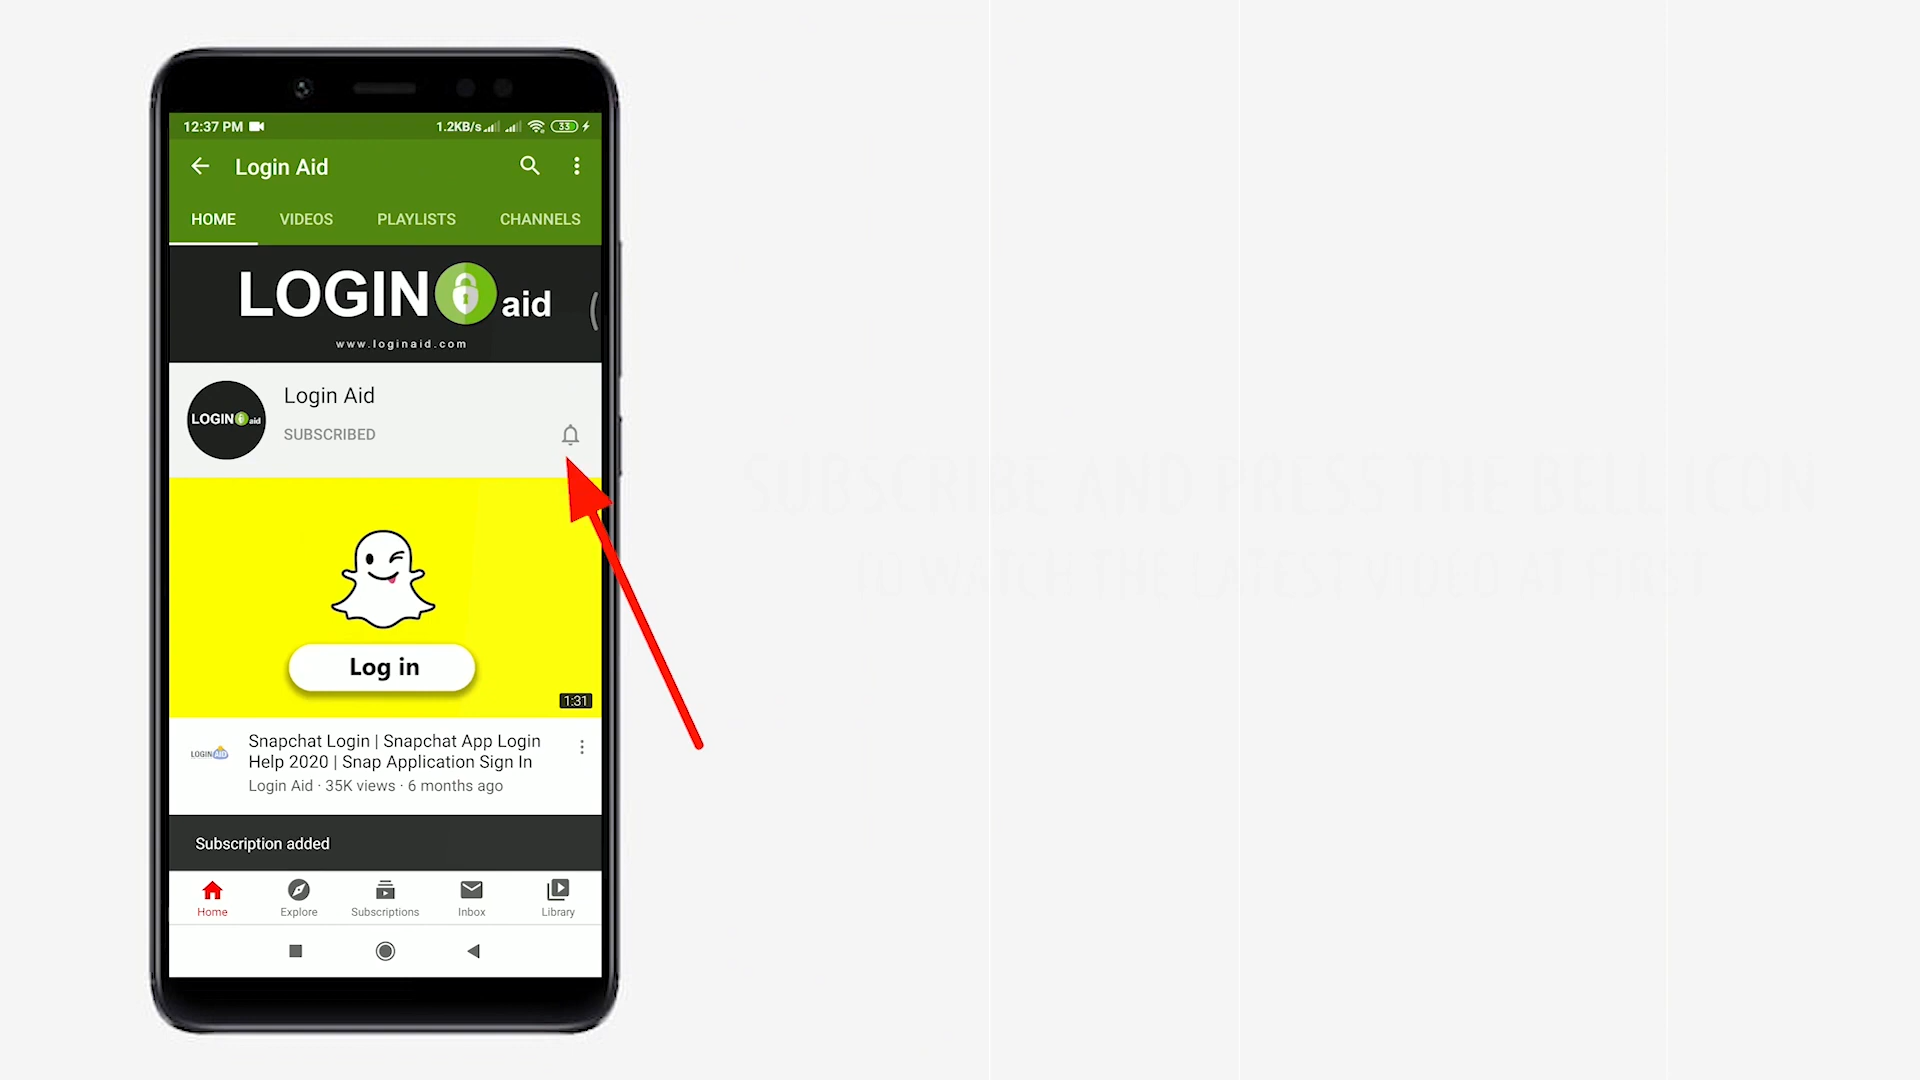 12:37 PM 1.2KB/s 33
Login Aid
HOME VIDEOS PLAYLISTS CHANNELS
LOGIN aid
www.loginaid.com
LOGIN aid
Login Aid
SUBSCRIBED
SUBSCRIBE AND PRESS THE BELL ICON
TO WATCH THE LATEST VIDEO AT FIRST
Log in
1:31
LOGIN AID
Snapchat Login | Snapchat App Login
Help 2020 | Snap Application Sign In
Login Aid · 35K views · 6 months ago
Subscription added
Home Explore Subscriptions Inbox Library